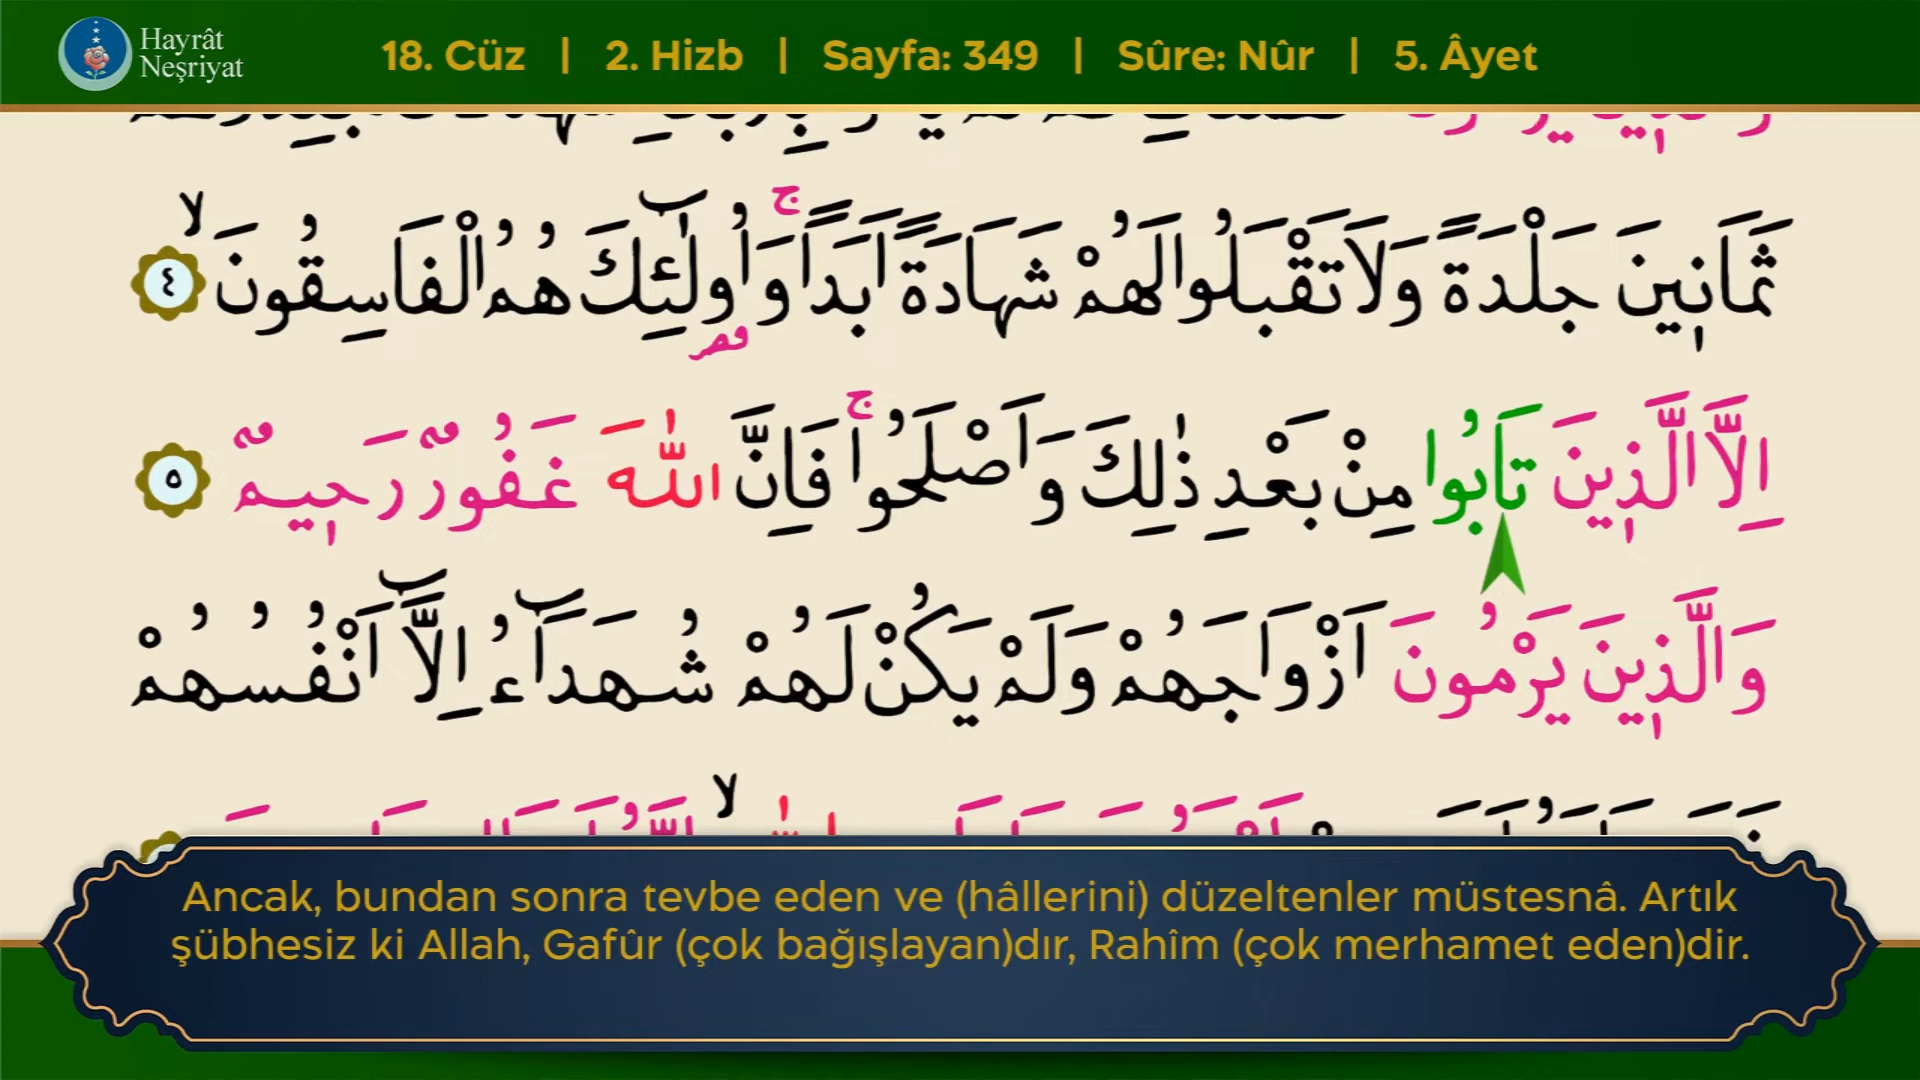 Hayrât
Neşriyat
18. Cüz | 2. Hizb | Sayfa: 349 | Sûre: Nûr | 5. Âyet
ثَمَانٖينَ جَلْدَةً وَلَا تَقْبَلُوا لَهُمْ شَهَادَةً اَبَدًاۚ وَاُو۬لٰٓئِكَ هُمُ الْفَاسِقُونَۙ ٤
اِلَّا الَّذٖينَ تَابُوا مِنْ بَعْدِ ذٰلِكَ وَاَصْلَحُواۚ فَاِنَّ اللّٰهَ غَفُورٌ رَحٖيمٌ ٥
وَالَّذٖينَ يَرْمُونَ اَزْوَاجَهُمْ وَلَمْ يَكُنْ لَهُمْ شُهَدَٓاءُ اِلَّٓا اَنْفُسُهُمْ
Ancak, bundan sonra tevbe eden ve (hâllerini) düzeltenler müstesnâ. Artık
şübhesiz ki Allah, Gafûr (çok bağışlayan)dır, Rahîm (çok merhamet eden)dir.